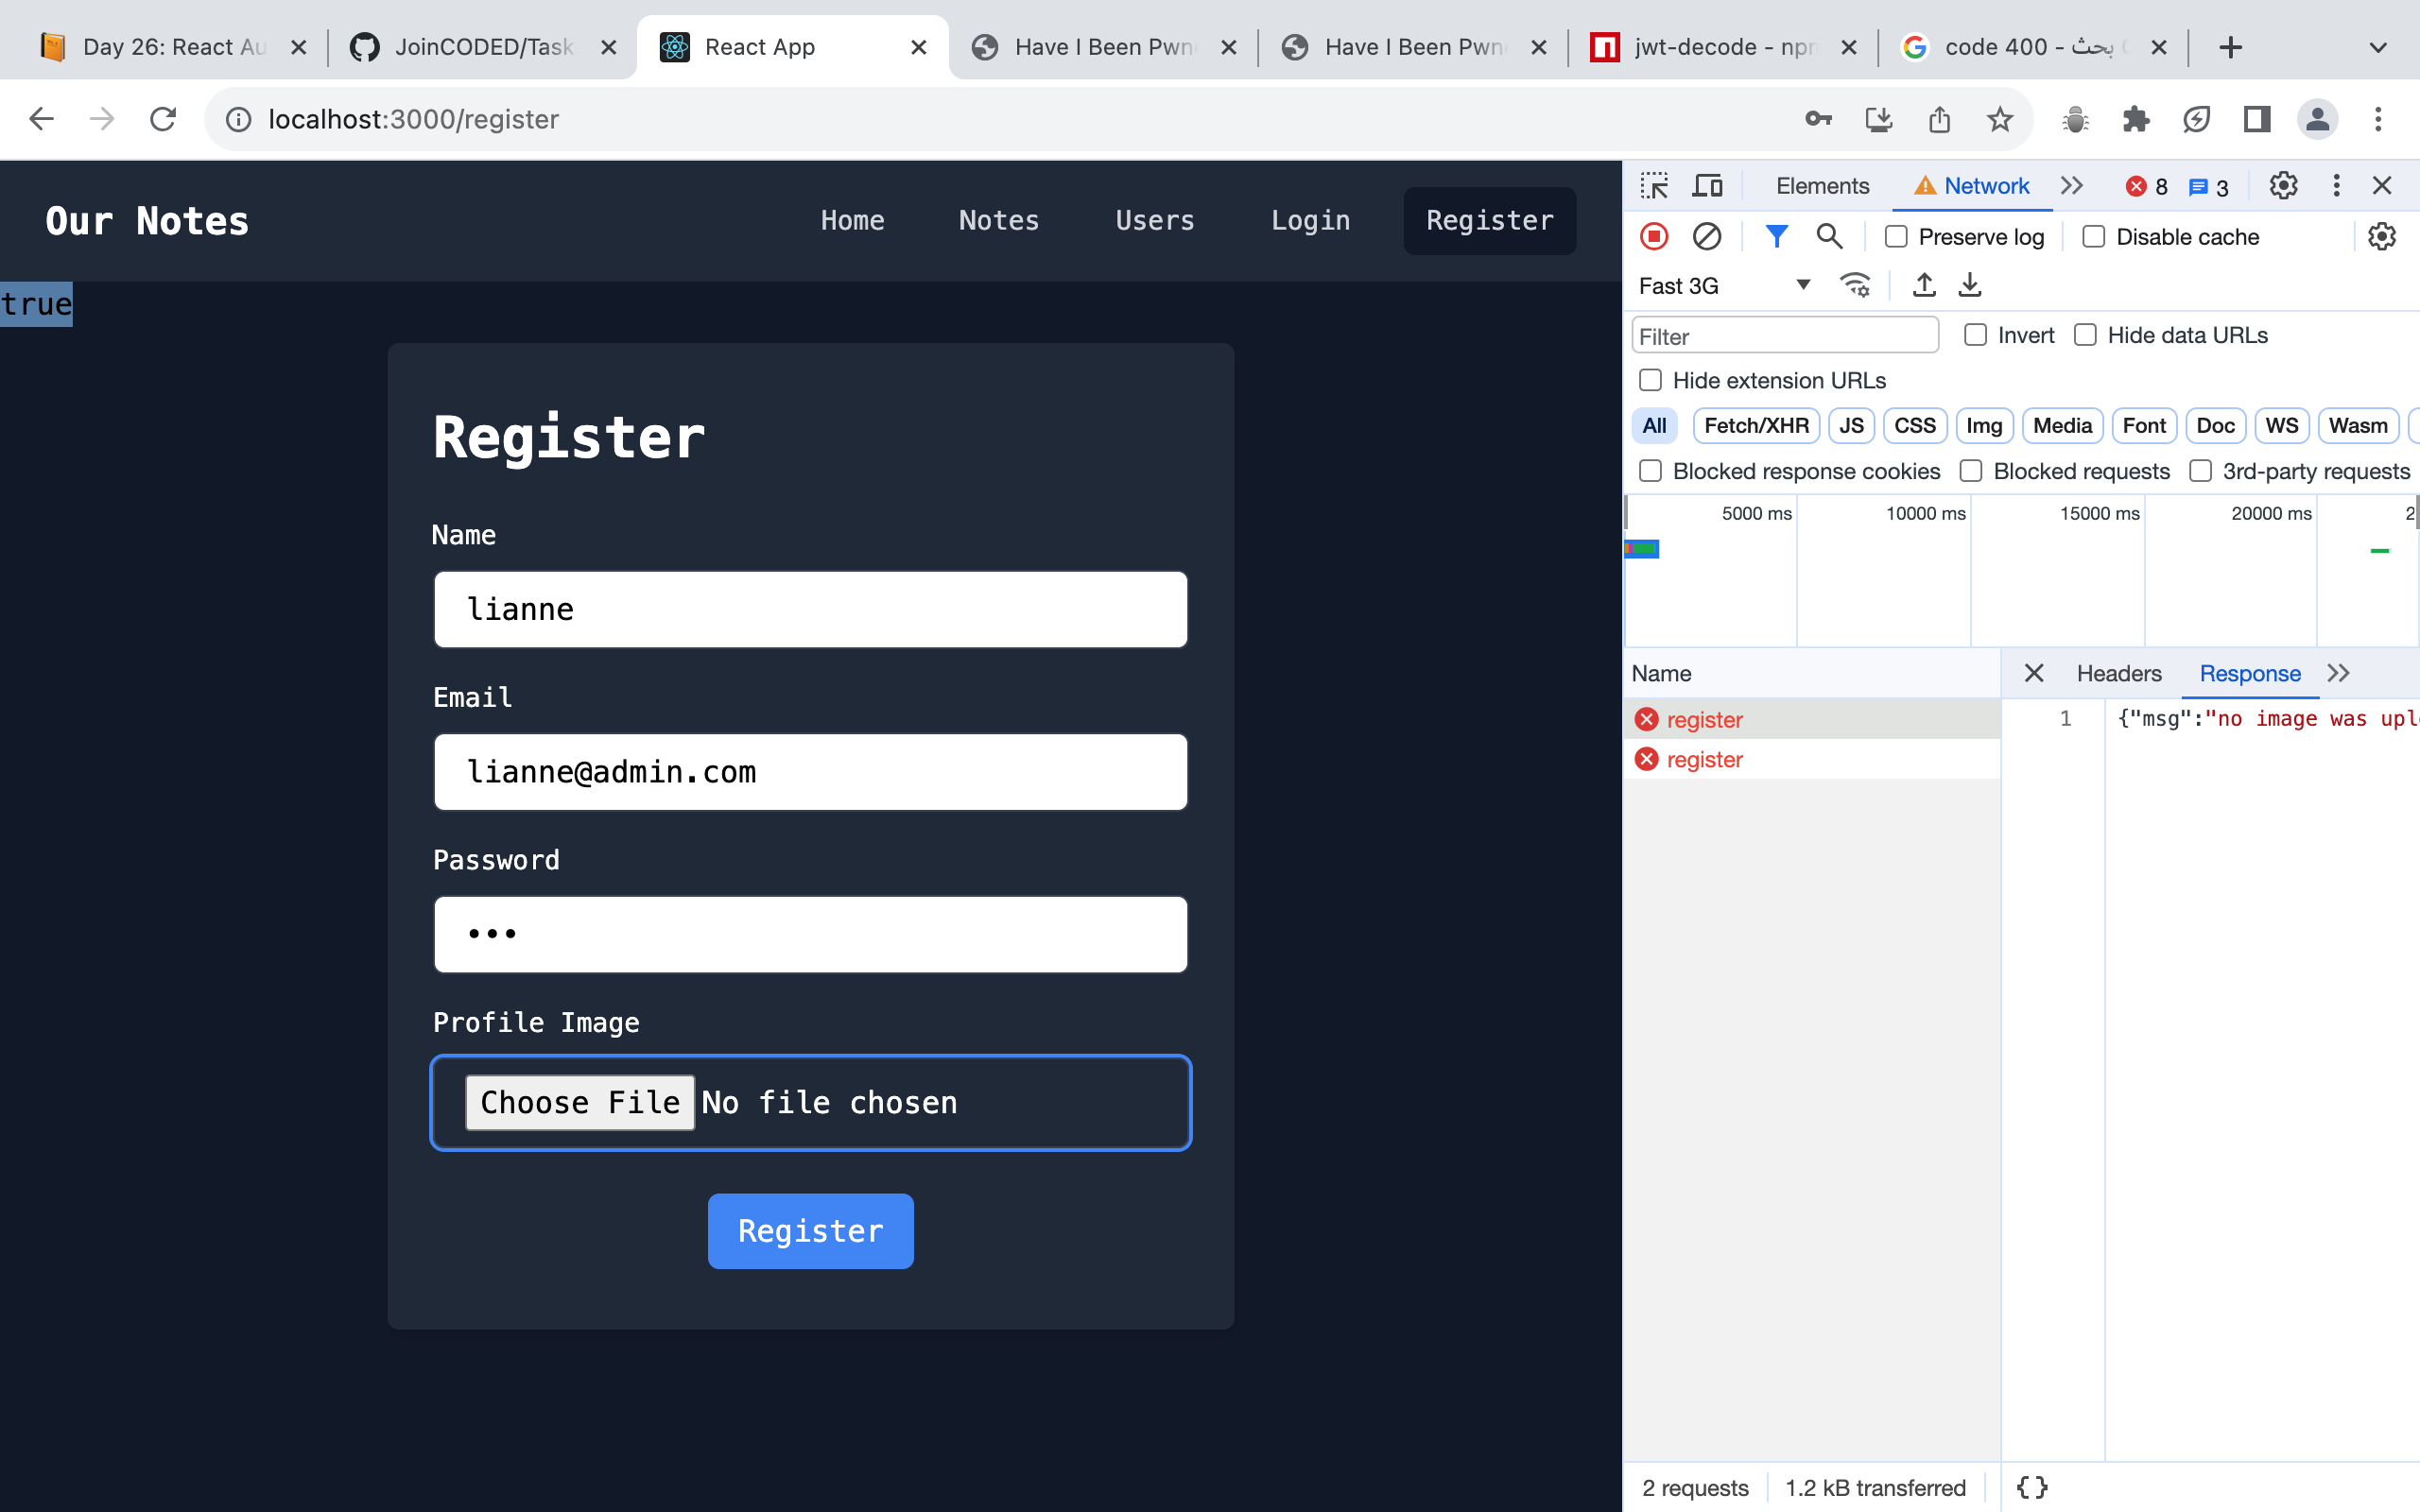 Day 26: React Au
JoinCODED/Task
React App
Have I Been Pwn
Have I Been Pwn
jwt-decode - npm
code 400 - بحث
localhost:3000/register
Our Notes
Home
Notes
Users
Login
Register
true
Register
Name
lianne
Email
lianne@admin.com
Password
•••
Profile Image
Choose File No file chosen
Register
Elements
Network
8
3
Preserve log
Disable cache
Fast 3G
Filter
Invert
Hide data URLs
Hide extension URLs
All
Fetch/XHR
JS
CSS
Img
Media
Font
Doc
WS
Wasm
Blocked response cookies
Blocked requests
3rd-party requests
5000 ms
10000 ms
15000 ms
20000 ms
2
Name
Headers
Response
register
register
1
{"msg":"no image was upl
2 requests
1.2 kB transferred
{}